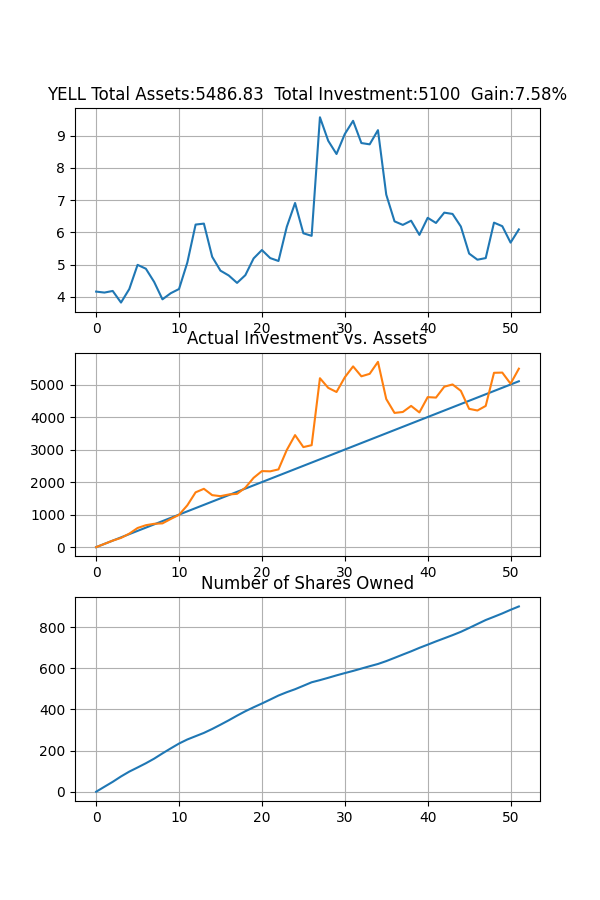 YELL Total Assets:5486.83  Total Investment:5100  Gain:7.58%
9
8
7
6
5
4
0 10 20 30 40 50
Actual Investment vs. Assets
5000
4000
3000
2000
1000
0
0 10 20 30 40 50
Number of Shares Owned
800
600
400
200
0
0 10 20 30 40 50